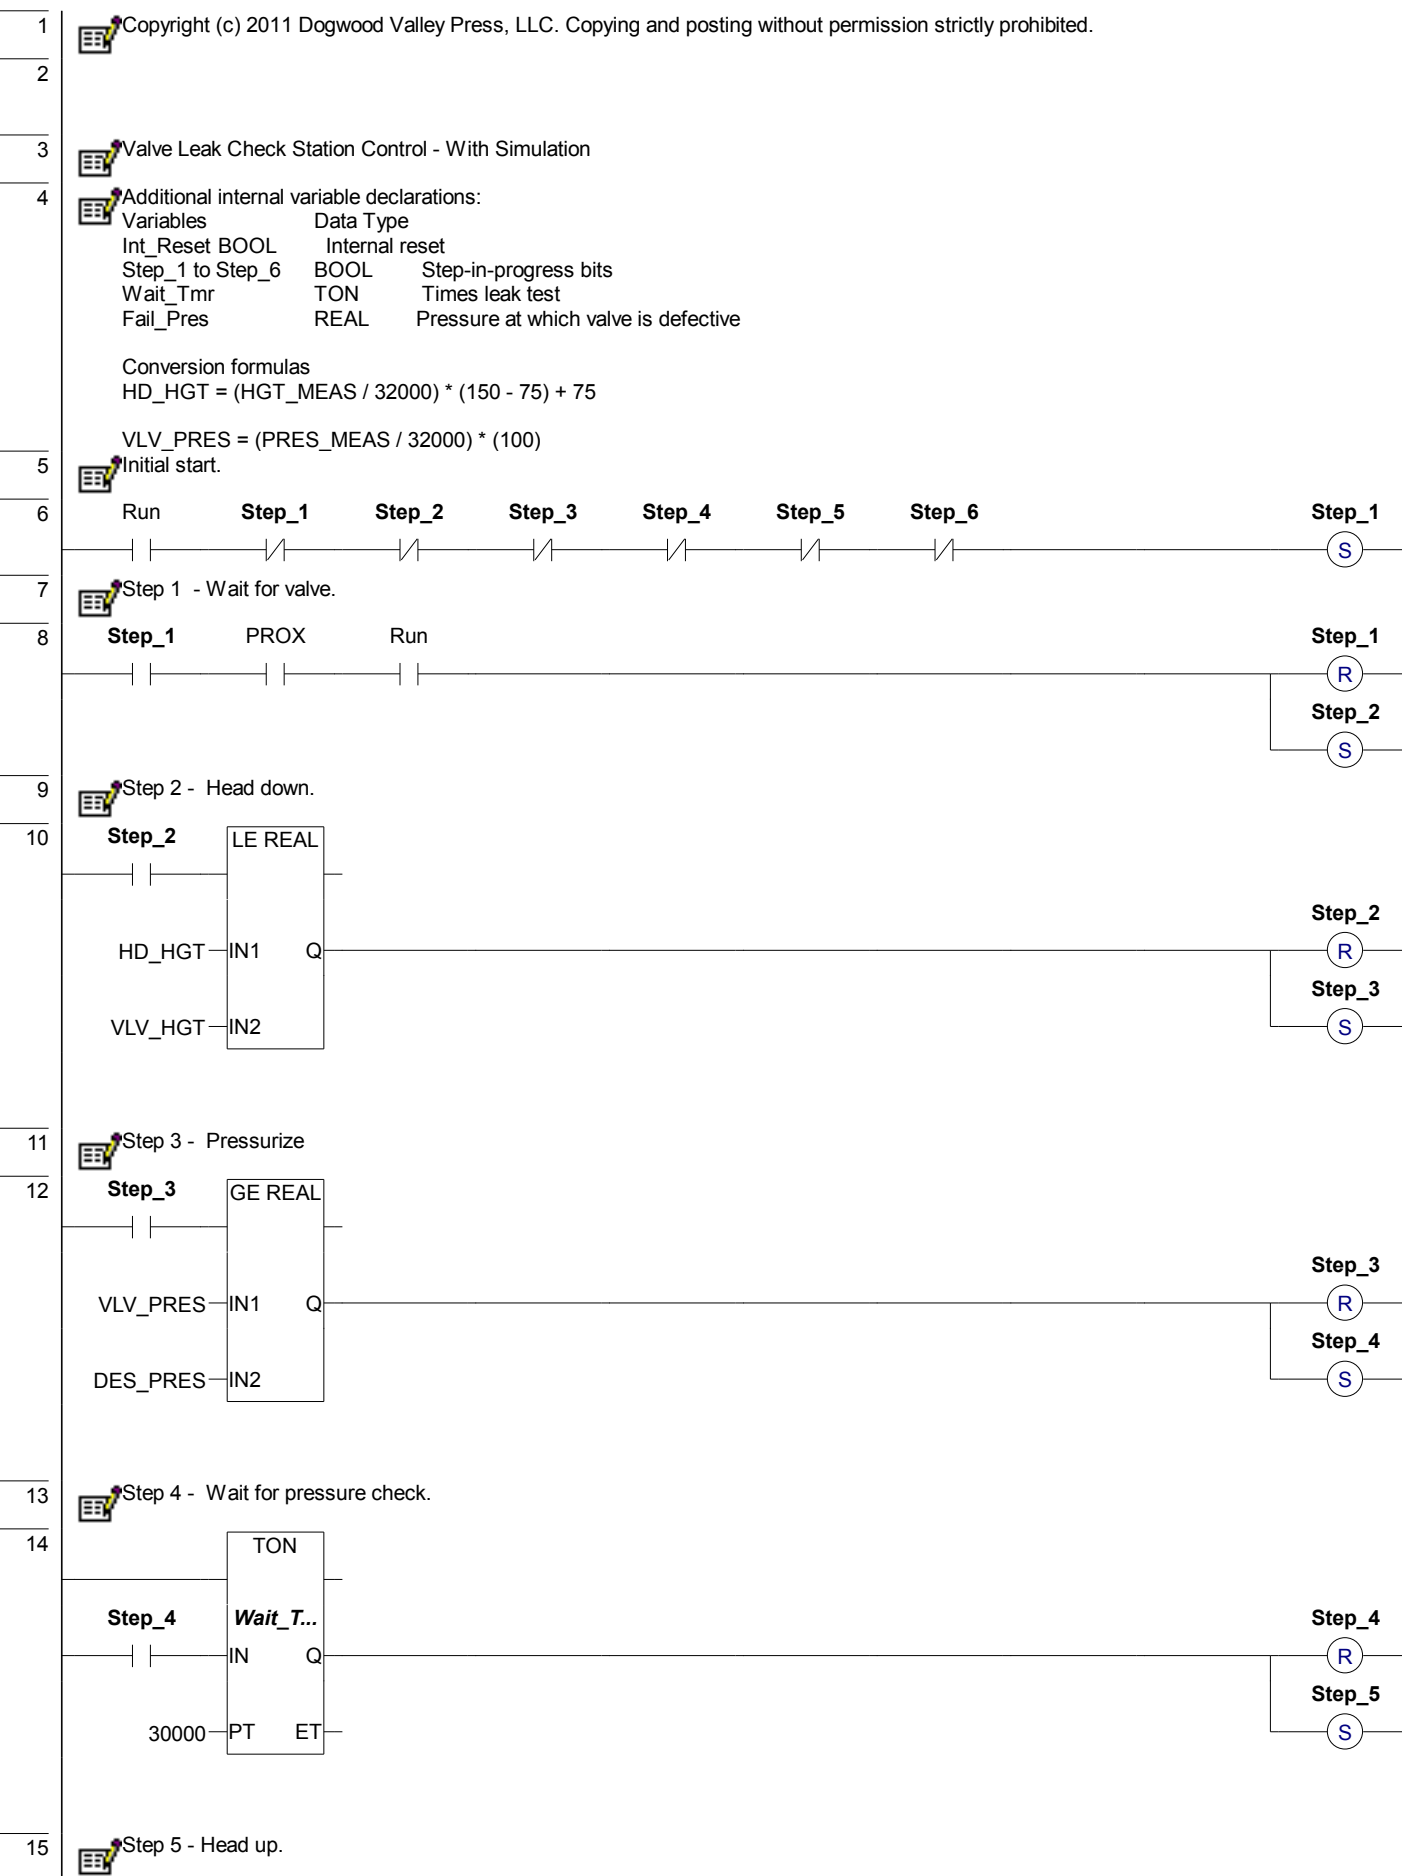 1 Copyright (c) 2011 Dogwood Valley Press, LLC. Copying and posting without permission strictly prohibited.
2
3 Valve Leak Check Station Control - With Simulation
4 Additional internal variable declarations:
Variables Data Type
Int_Reset BOOL Internal reset
Step_1 to Step_6 BOOL Step-in-progress bits
Wait_Tmr TON Times leak test
Fail_Pres REAL Pressure at which valve is defective
Conversion formulas
HD_HGT = (HGT_MEAS / 32000) * (150 - 75) + 75
VLV_PRES = (PRES_MEAS / 32000) * (100)
5 Initial start.
6 Run Step_1 Step_2 Step_3 Step_4 Step_5 Step_6 Step_1
S
7 Step 1 - Wait for valve.
8 Step_1 PROX Run Step_1
R
Step_2
S
9 Step 2 - Head down.
10 Step_2 LE REAL
Step_2
HD_HGT IN1 Q R
Step_3
VLV_HGT IN2 S
11 Step 3 - Pressurize
12 Step_3 GE REAL
Step_3
VLV_PRES IN1 Q R
Step_4
DES_PRES IN2 S
13 Step 4 - Wait for pressure check.
14 TON
Step_4 Wait_T... Step_4
IN Q R
Step_5
30000 PT ET S
15 Step 5 - Head up.